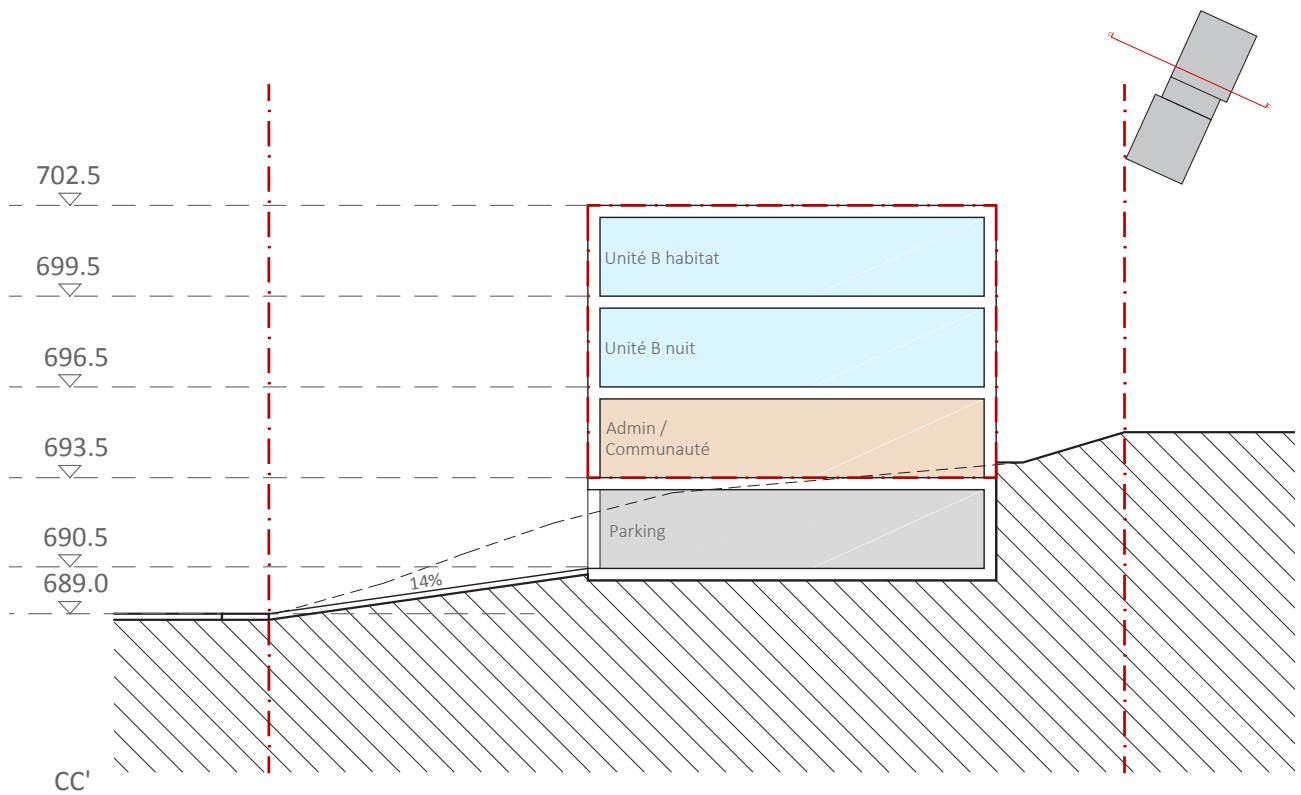 702.5
699.5
696.5
693.5
690.5
689.0
Unité B habitat
Unité B nuit
Admin /
Communauté
Parking
14%
CC'